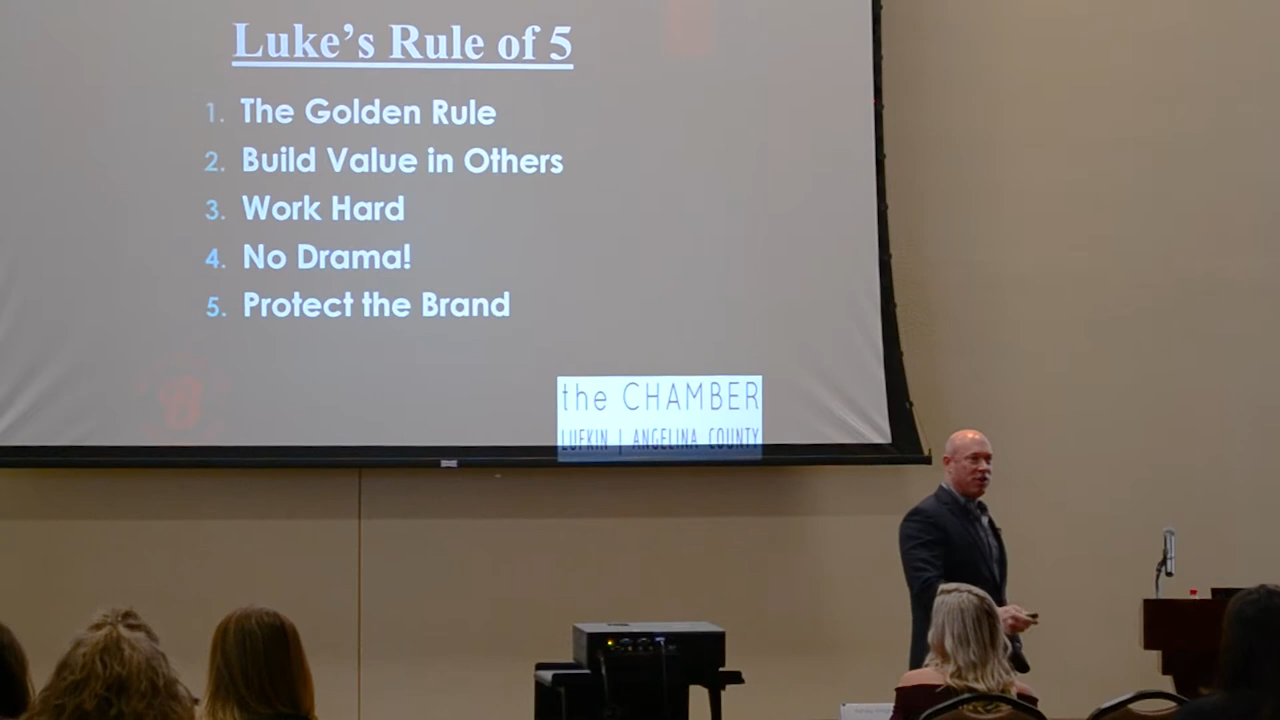 Luke's Rule of 5
1. The Golden Rule
2. Build Value in Others
3. Work Hard
4. No Drama!
5. Protect the Brand
the CHAMBER
LUFKIN | ANGELINA COUNTY